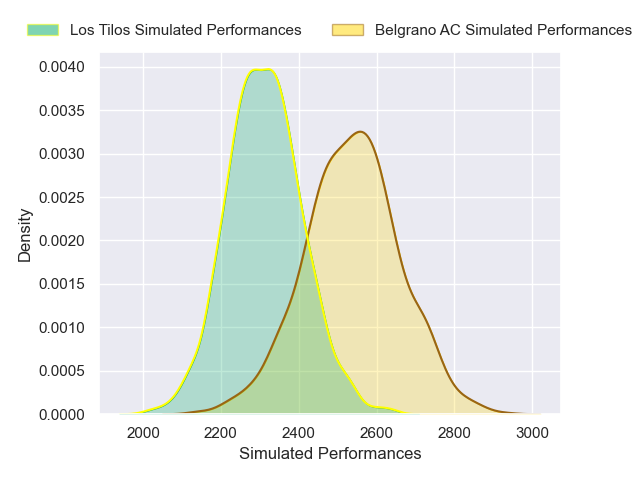 Los Tilos Simulated Performances
Belgrano AC Simulated Performances
0.0040
0.0035
0.0030
0.0025
0.0020
0.0015
0.0010
0.0005
0.0000
Density
2000 2200 2400 2600 2800 3000
Simulated Performances